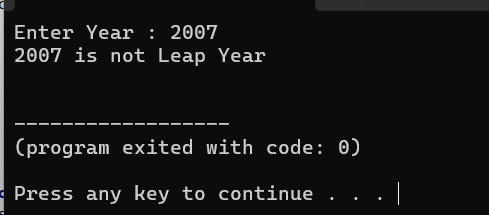 Enter Year : 2007
2007 is not Leap Year
------------------
(program exited with code: 0)
Press any key to continue . . .